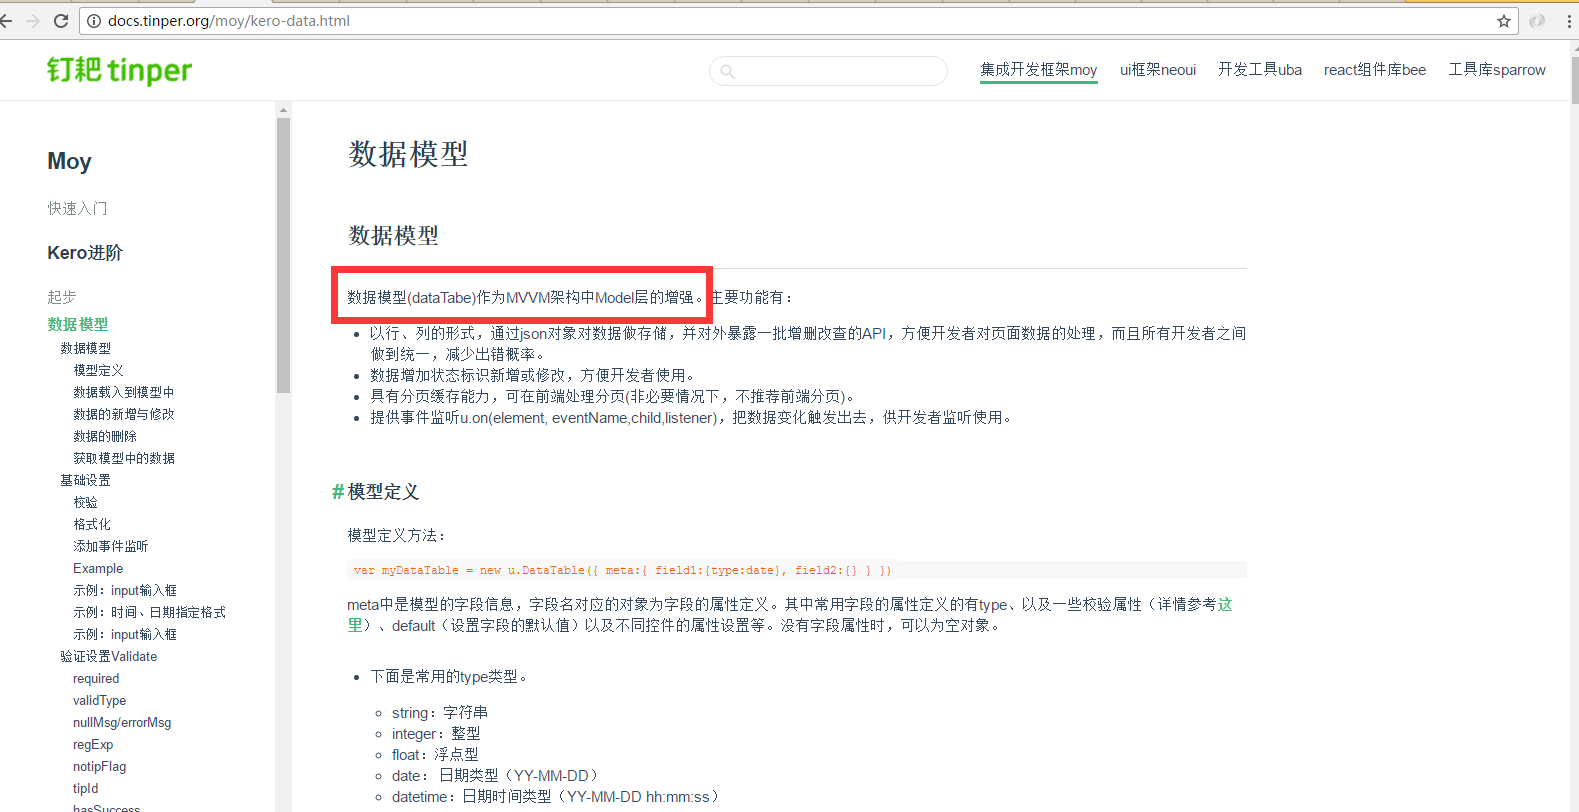 docs.tinper.org/moy/kero-data.html
钉耙 tinper
集成开发框架moy
ui框架neoui
开发工具uba
react组件库bee
工具库sparrow
Moy
快速入门
Kero进阶
起步
数据模型
数据模型
模型定义
数据载入到模型中
数据的新增与修改
数据的删除
获取模型中的数据
基础设置
校验
格式化
添加事件监听
Example
示例：input输入框
示例：时间、日期指定格式
示例：input输入框
验证设置Validate
required
validType
nullMsg/errorMsg
regExp
notipFlag
tipId
hasSuccess
数据模型
数据模型
数据模型(dataTabe)作为MVVM架构中Model层的增强。主要功能有：
以行、列的形式，通过json对象对数据做存储，并对外暴露一批增删改查的API，方便开发者对页面数据的处理，而且所有开发者之间
做到统一，减少出错概率。
数据增加状态标识新增或修改，方便开发者使用。
具有分页缓存能力，可在前端处理分页(非必要情况下，不推荐前端分页)。
提供事件监听u.on(element, eventName,child,listener)，把数据变化触发出去，供开发者监听使用。
#模型定义
模型定义方法：
var myDataTable = new u.DataTable({ meta:{ field1:{type:date}, field2:{} } })
meta中是模型的字段信息，字段名对应的对象为字段的属性定义。其中常用字段的属性定义的有type、以及一些校验属性（详情参考这
里）、default（设置字段的默认值）以及不同控件的属性设置等。没有字段属性时，可以为空对象。
下面是常用的type类型。
string：字符串
integer：整型
float：浮点型
date： 日期类型（YY-MM-DD）
datetime：日期时间类型（YY-MM-DD hh:mm:ss）